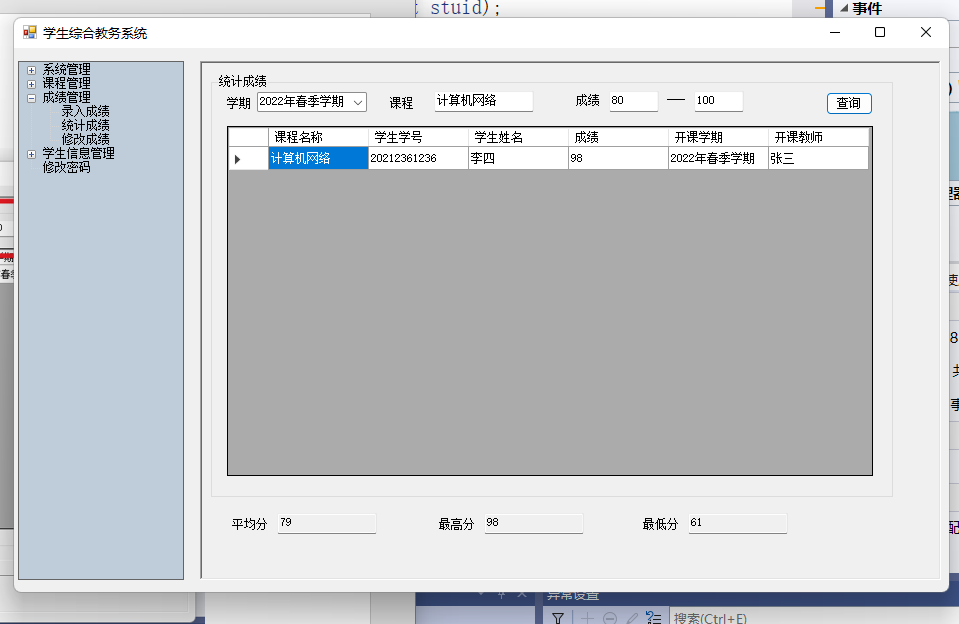 t stuid);
事件
学生综合教务系统
系统管理
课程管理
成绩管理
录入成绩
统计成绩
修改成绩
学生信息管理
修改密码
统计成绩
学期 2022年春季学期 课程 计算机网络 成绩 80 — 100 查询
课程名称 学生学号 学生姓名 成绩 开课学期 开课教师
计算机网络 20212361236 李四 98 2022年春季学期 张三
平均分 79 最高分 98 最低分 61
异常设置
搜索(Ctrl+E)